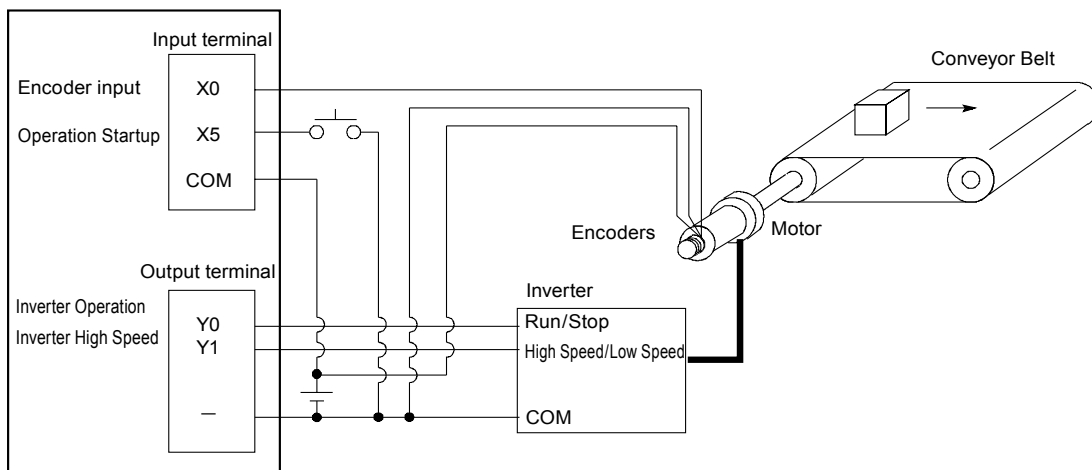 Input terminal
Encoder input
X0
Operation Startup
X5
COM
Output terminal
Inverter Operation
Y0
Inverter High Speed
Y1
—
Conveyor Belt
Encoders
Motor
Inverter
Run/Stop
High Speed/Low Speed
COM